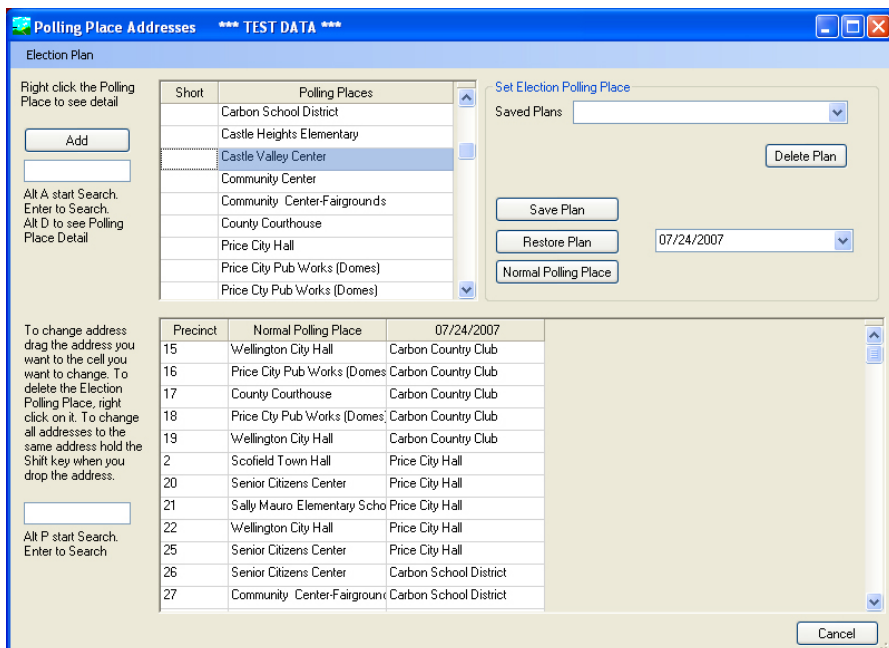 Polling Place Addresses *** TEST DATA ***
Election Plan
Right click the Polling
Place to see detail
Add
Alt A start Search.
Enter to Search.
Alt D to see Polling
Place Detail
Short Polling Places
Carbon School District
Castle Heights Elementary
Castle Valley Center
Community Center
Community Center-Fairgrounds
County Courthouse
Price City Hall
Price City Pub Works (Domes)
Price Cty Pub Works (Domes)
Set Election Polling Place
Saved Plans
Delete Plan
Save Plan
Restore Plan 07/24/2007
Normal Polling Place
To change address
drag the address you
want to the cell you
want to change. To
delete the Election
Polling Place, right
click on it. To change
all addresses to the
same address hold the
Shift key when you
drop the address.
Alt P start Search.
Enter to Search
Precinct Normal Polling Place 07/24/2007
15 Wellington City Hall Carbon Country Club
16 Price City Pub Works (Domes Carbon Country Club
17 County Courthouse Carbon Country Club
18 Price Cty Pub Works (Domes) Carbon Country Club
19 Wellington City Hall Carbon Country Club
2 Scofield Town Hall Price City Hall
20 Senior Citizens Center Price City Hall
21 Sally Mauro Elementary Scho Price City Hall
22 Wellington City Hall Price City Hall
25 Senior Citizens Center Price City Hall
26 Senior Citizens Center Carbon School District
27 Community Center-Fairground Carbon School District
Cancel